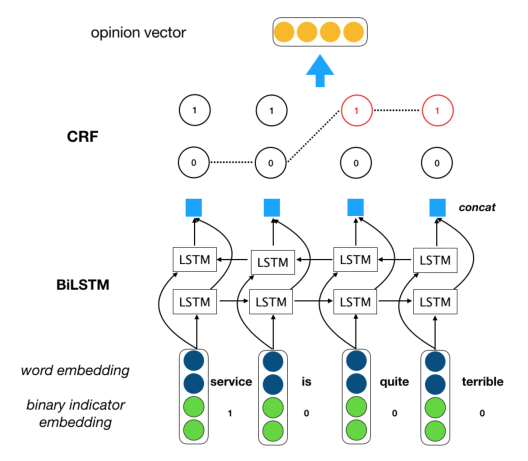 opinion vector
1 1 1 1
CRF
0 0 0 0
concat
LSTM LSTM LSTM LSTM
BiLSTM
LSTM LSTM LSTM LSTM
word embedding
service is quite terrible
binary indicator
embedding
1 0 0 0